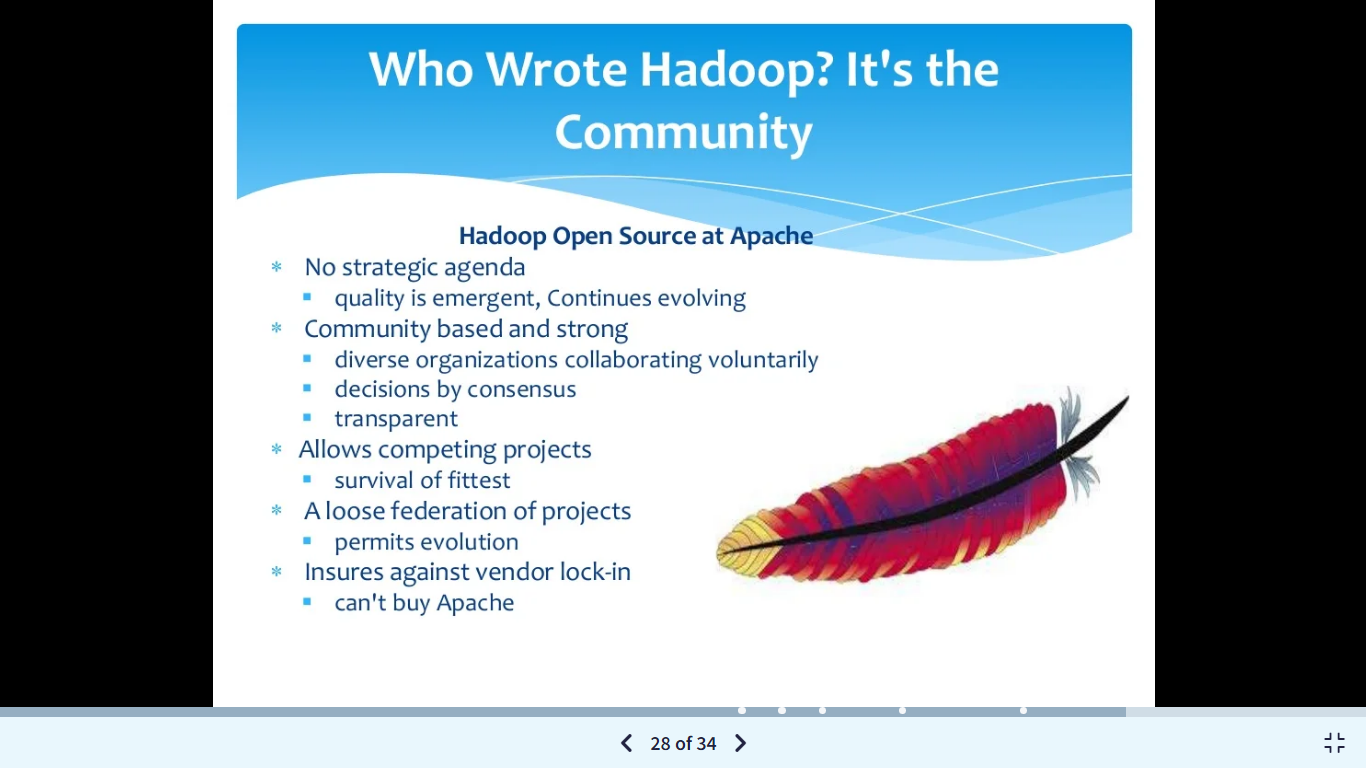 Who Wrote Hadoop? It's the
Community
Hadoop Open Source at Apache
No strategic agenda
quality is emergent, Continues evolving
Community based and strong
diverse organizations collaborating voluntarily
decisions by consensus
transparent
Allows competing projects
survival of fittest
A loose federation of projects
permits evolution
Insures against vendor lock-in
can't buy Apache
28 of 34